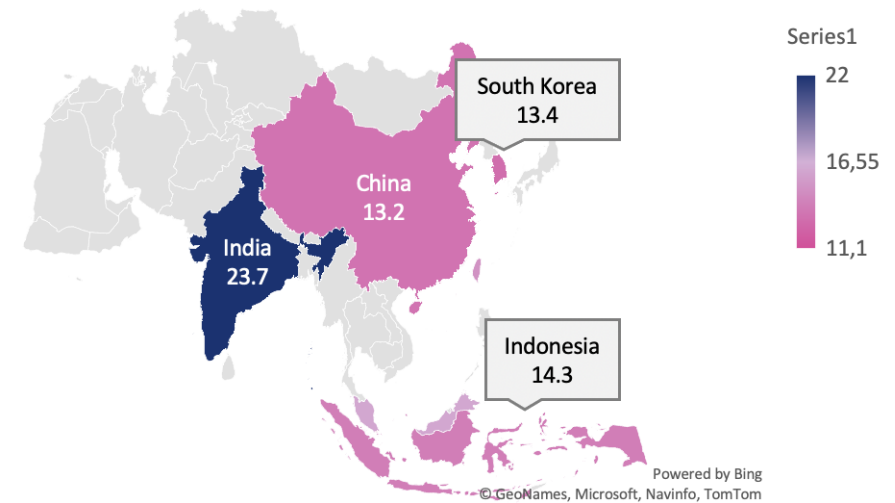 Series1
22
16,55
11,1
South Korea
13.4
China
13.2
India
23.7
Indonesia
14.3
Powered by Bing
© GeoNames, Microsoft, Navinfo, TomTom